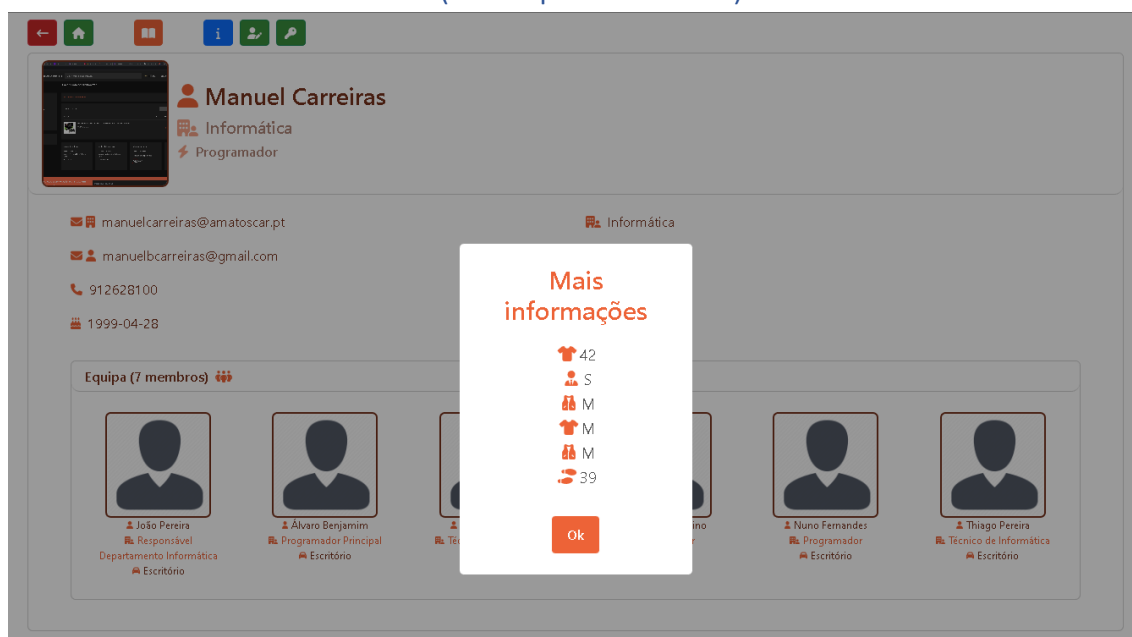 Manuel Carreiras
Informática
Programador
manuelcarreiras@amatoscar.pt
Informática
manuelbcarreiras@gmail.com
912628100
1999-04-28
Mais
informações
42
S
M
M
M
39
Ok
Equipa (7 membros)
João Pereira
Responsável
Departamento Informática
Escritório
Álvaro Benjamim
Programador Principal
Escritório
Nuno Fernandes
Programador
Escritório
Thiago Pereira
Técnico de Informática
Escritório